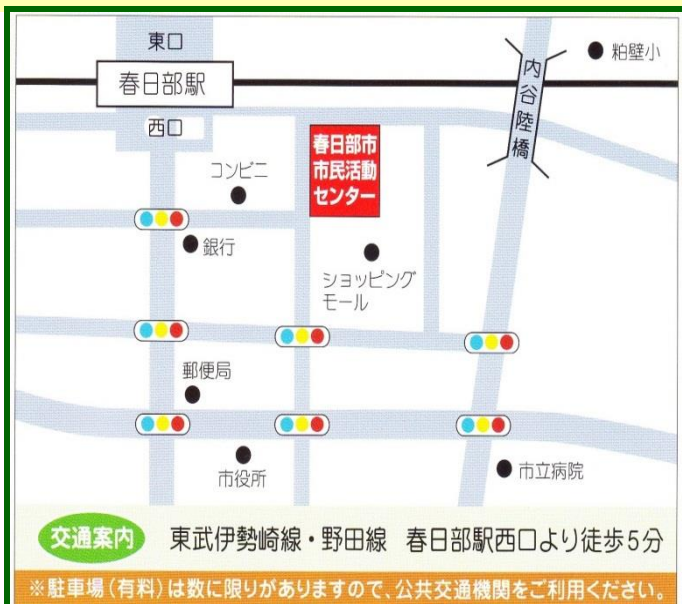 東口
春日部駅
西口
粕壁小
内谷陸橋
春日部市
市民活動
センター
コンビニ
銀行
ショッピング
モール
郵便局
市役所
市立病院
交通案内
東武伊勢崎線・野田線 春日部駅西口より徒歩5分
※駐車場(有料)は数に限りがありますので、公共交通機関をご利用ください。